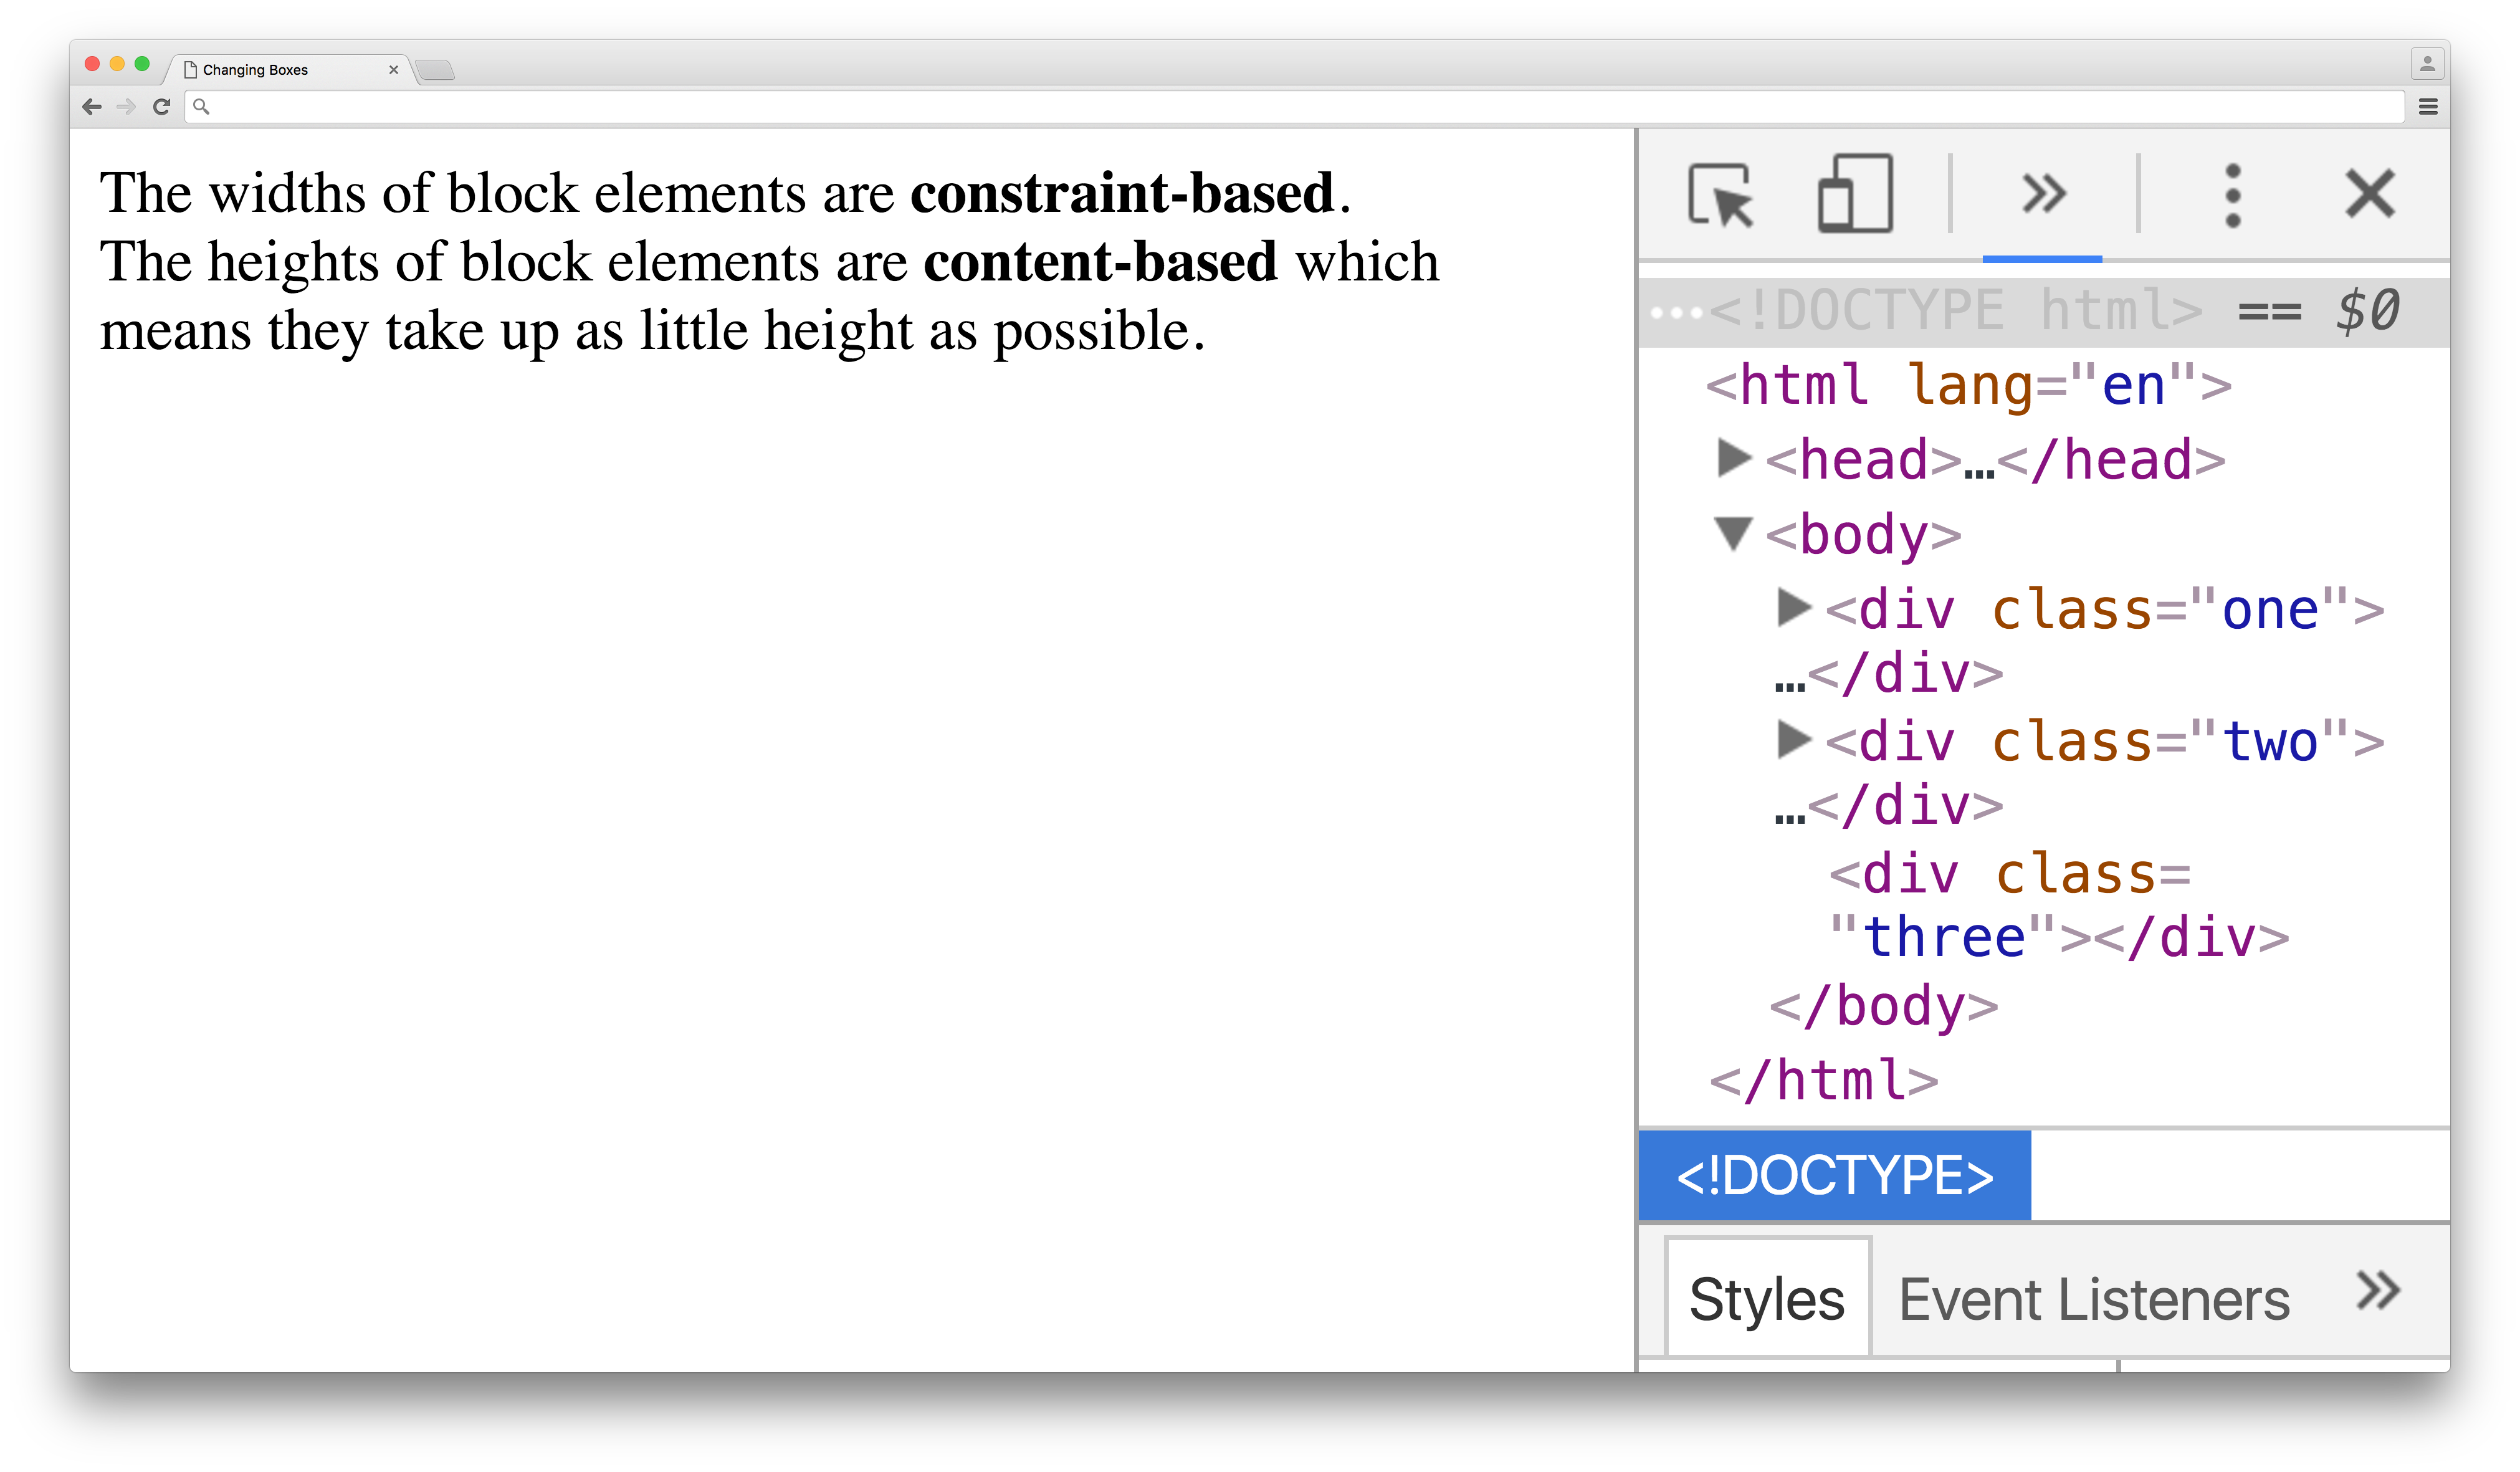 Changing Boxes
The widths of block elements are constraint-based.
The heights of block elements are content-based which
means they take up as little height as possible.
<!DOCTYPE html> == $0
<html lang="en">
<head>…</head>
<body>
<div class="one">
…</div>
<div class="two">
…</div>
<div class=
"three"></div>
</body>
</html>
<!DOCTYPE>
Styles Event Listeners